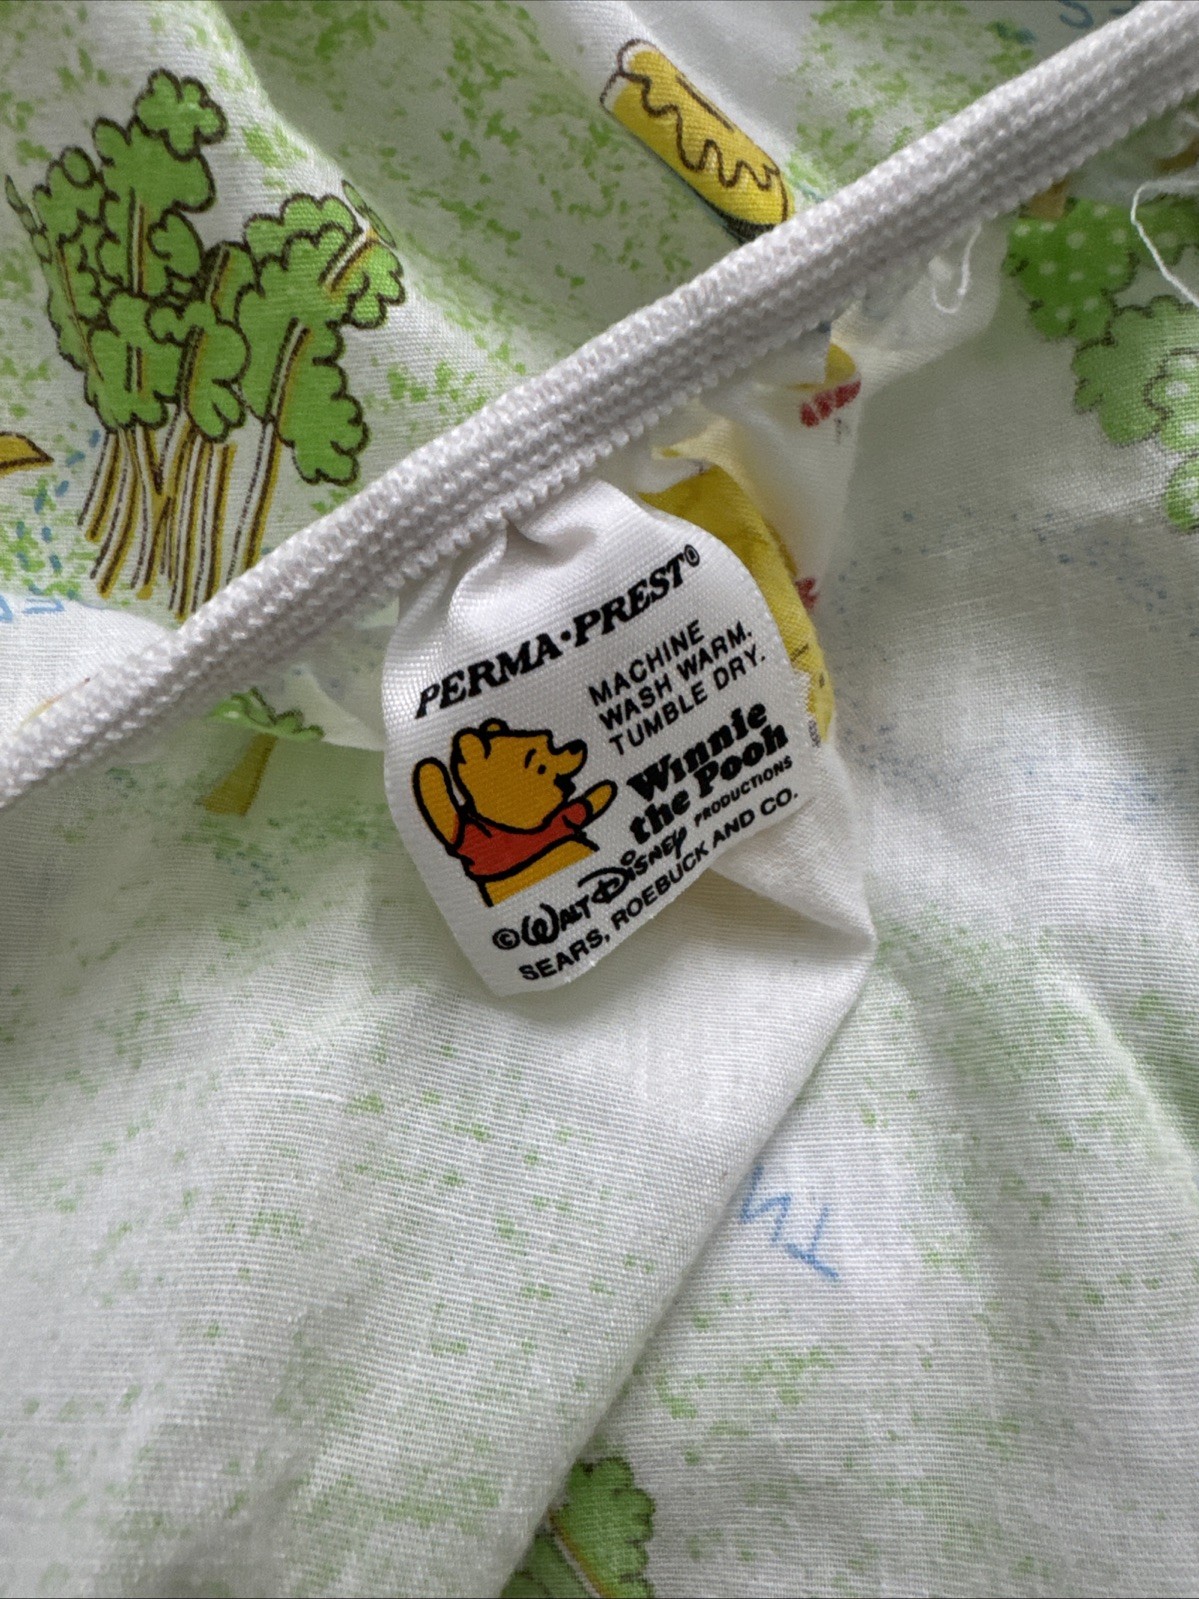 PERMA•PREST®
MACHINE
WASH WARM.
TUMBLE DRY.
Winnie
the Pooh
© WALT DISNEY PRODUCTIONS
SEARS, ROEBUCK AND CO.